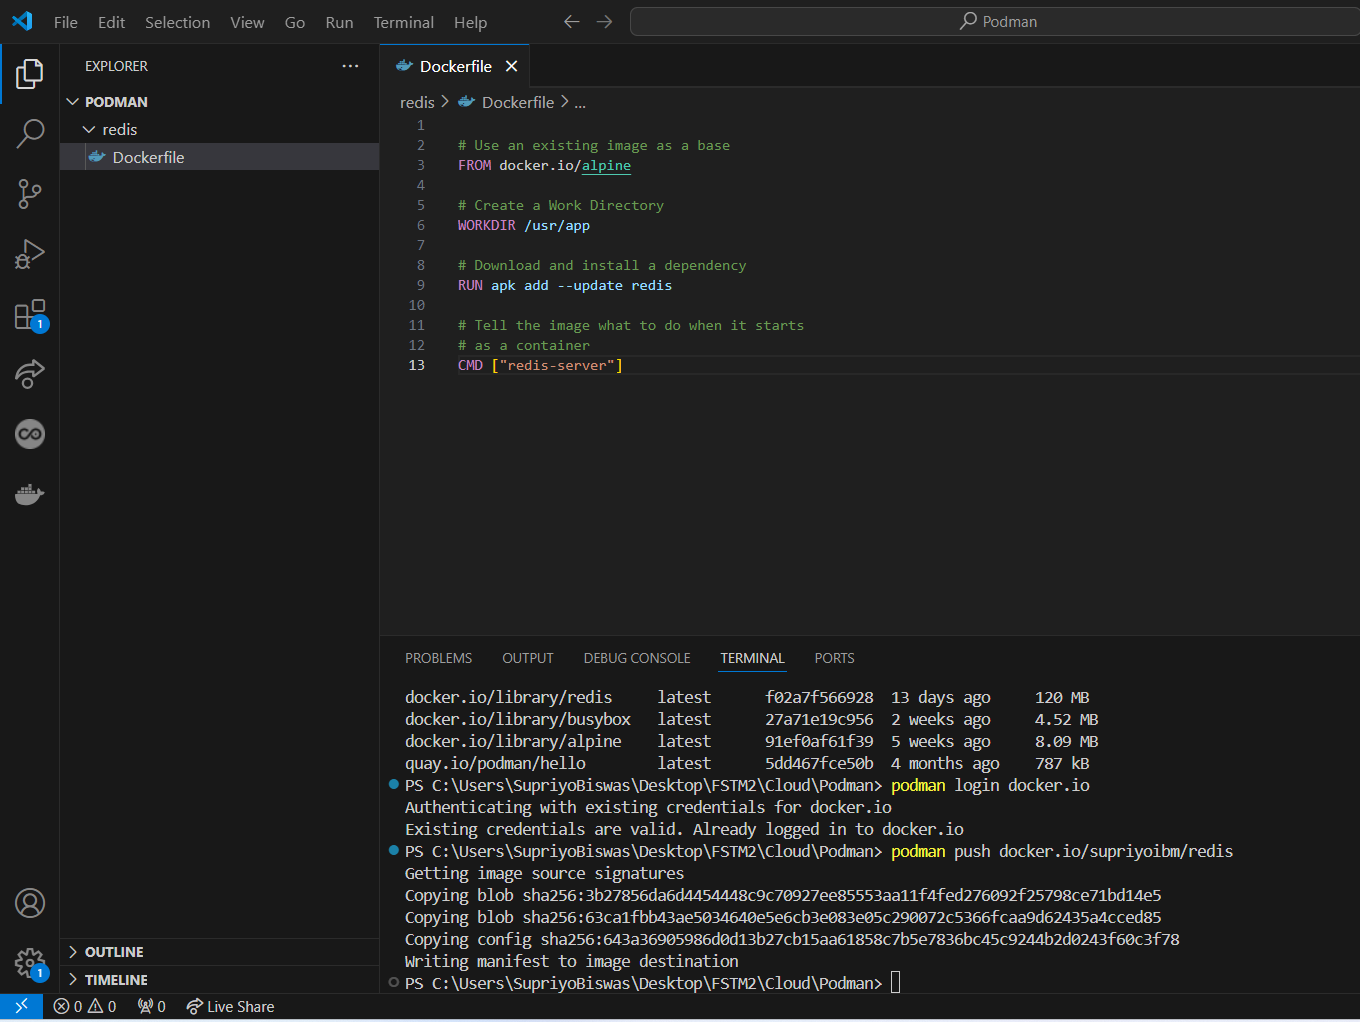 File Edit Selection View Go Run Terminal Help Podman
EXPLORER
PODMAN
redis
Dockerfile
1
1
Dockerfile
redis > Dockerfile > ...
1
2 # Use an existing image as a base
3 FROM docker.io/alpine
4
5 # Create a Work Directory
6 WORKDIR /usr/app
7
8 # Download and install a dependency
9 RUN apk add --update redis
10
11 # Tell the image what to do when it starts
12 # as a container
13 CMD ["redis-server"]
PROBLEMS OUTPUT DEBUG CONSOLE TERMINAL PORTS
docker.io/library/redis latest f02a7f566928 13 days ago 120 MB
docker.io/library/busybox latest 27a71e19c956 2 weeks ago 4.52 MB
docker.io/library/alpine latest 91ef0af61f39 5 weeks ago 8.09 MB
quay.io/podman/hello latest 5dd467fce50b 4 months ago 787 kB
PS C:\Users\SupriyoBiswas\Desktop\FSTM2\Cloud\Podman> podman login docker.io
Authenticating with existing credentials for docker.io
Existing credentials are valid. Already logged in to docker.io
PS C:\Users\SupriyoBiswas\Desktop\FSTM2\Cloud\Podman> podman push docker.io/supriyoibm/redis
Getting image source signatures
Copying blob sha256:3b27856da6d4454448c9c70927ee85553aa11f4fed276092f25798ce71bd14e5
Copying blob sha256:63ca1fbb43ae5034640e5e6cb3e083e05c290072c5366fcaa9d62435a4cced85
Copying config sha256:643a36905986d0d13b27cb15aa61858c7b5e7836bc45c9244b2d0243f60c3f78
Writing manifest to image destination
PS C:\Users\SupriyoBiswas\Desktop\FSTM2\Cloud\Podman>
OUTLINE
TIMELINE
0 0 0 Live Share